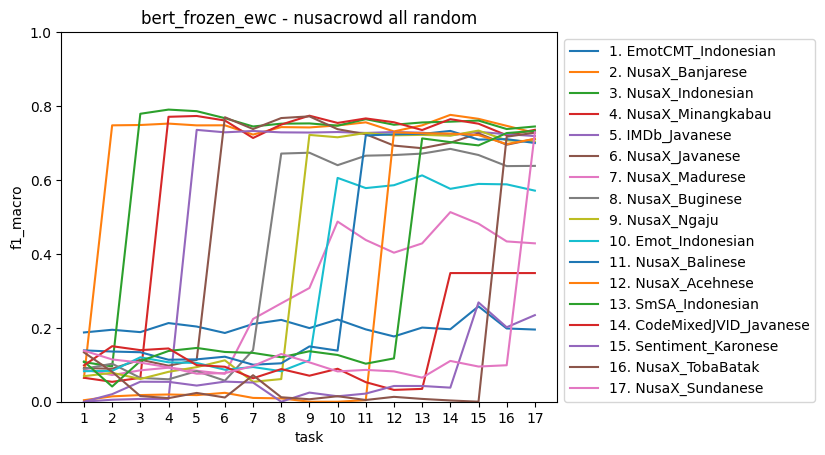 bert_frozen_ewc - nusacrowd all random
1.0
0.8
0.6
0.4
0.2
0.0
f1_macro
1 2 3 4 5 6 7 8 9 10 11 12 13 14 15 16 17
task
1. EmotCMT_Indonesian
2. NusaX_Banjarese
3. NusaX_Indonesian
4. NusaX_Minangkabau
5. IMDb_Javanese
6. NusaX_Javanese
7. NusaX_Madurese
8. NusaX_Buginese
9. NusaX_Ngaju
10. Emot_Indonesian
11. NusaX_Balinese
12. NusaX_Acehnese
13. SmSA_Indonesian
14. CodeMixedJVID_Javanese
15. Sentiment_Karonese
16. NusaX_TobaBatak
17. NusaX_Sundanese